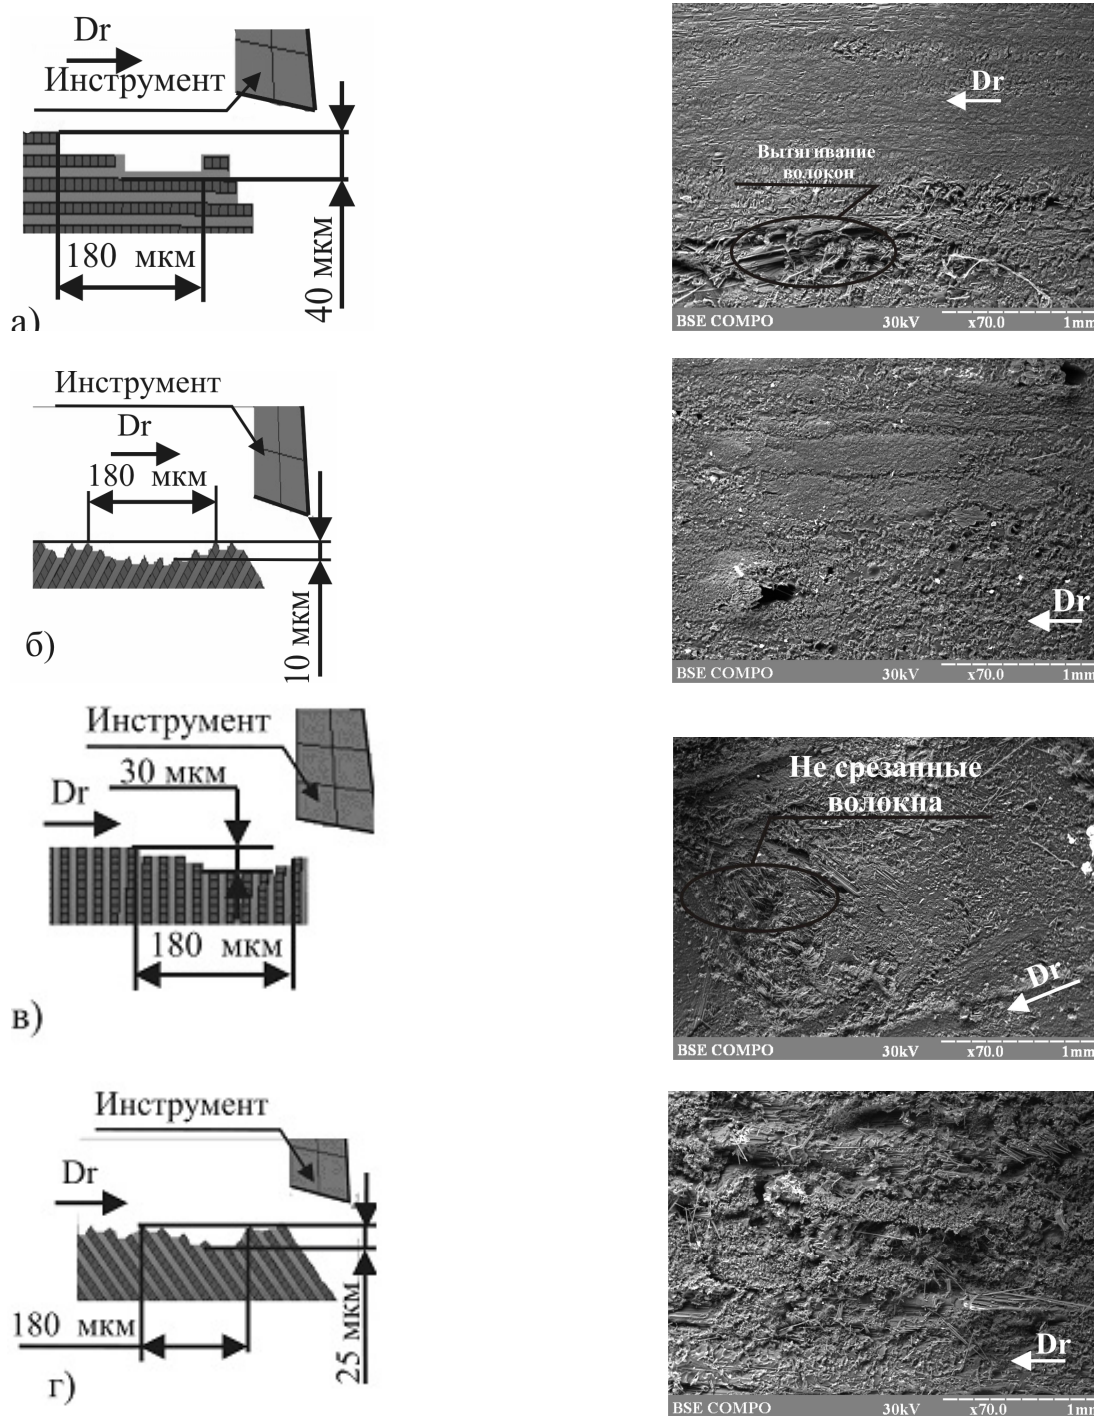 Dr
Инструмент
180 мкм
40 мкм
а)
Dr
Вытягивание
волокон
BSE COMPO 30kV x70.0 1mm
Инструмент
Dr
180 мкм
10 мкм
б)
Dr
BSE COMPO 30kV x70.0 1mm
Инструмент
30 мкм
Dr
180 мкм
в)
Не срезанные
волокна
Dr
BSE COMPO 30kV x70.0 1mm
Инструмент
Dr
180 мкм
25 мкм
г)
Dr
BSE COMPO 30kV x70.0 1mm